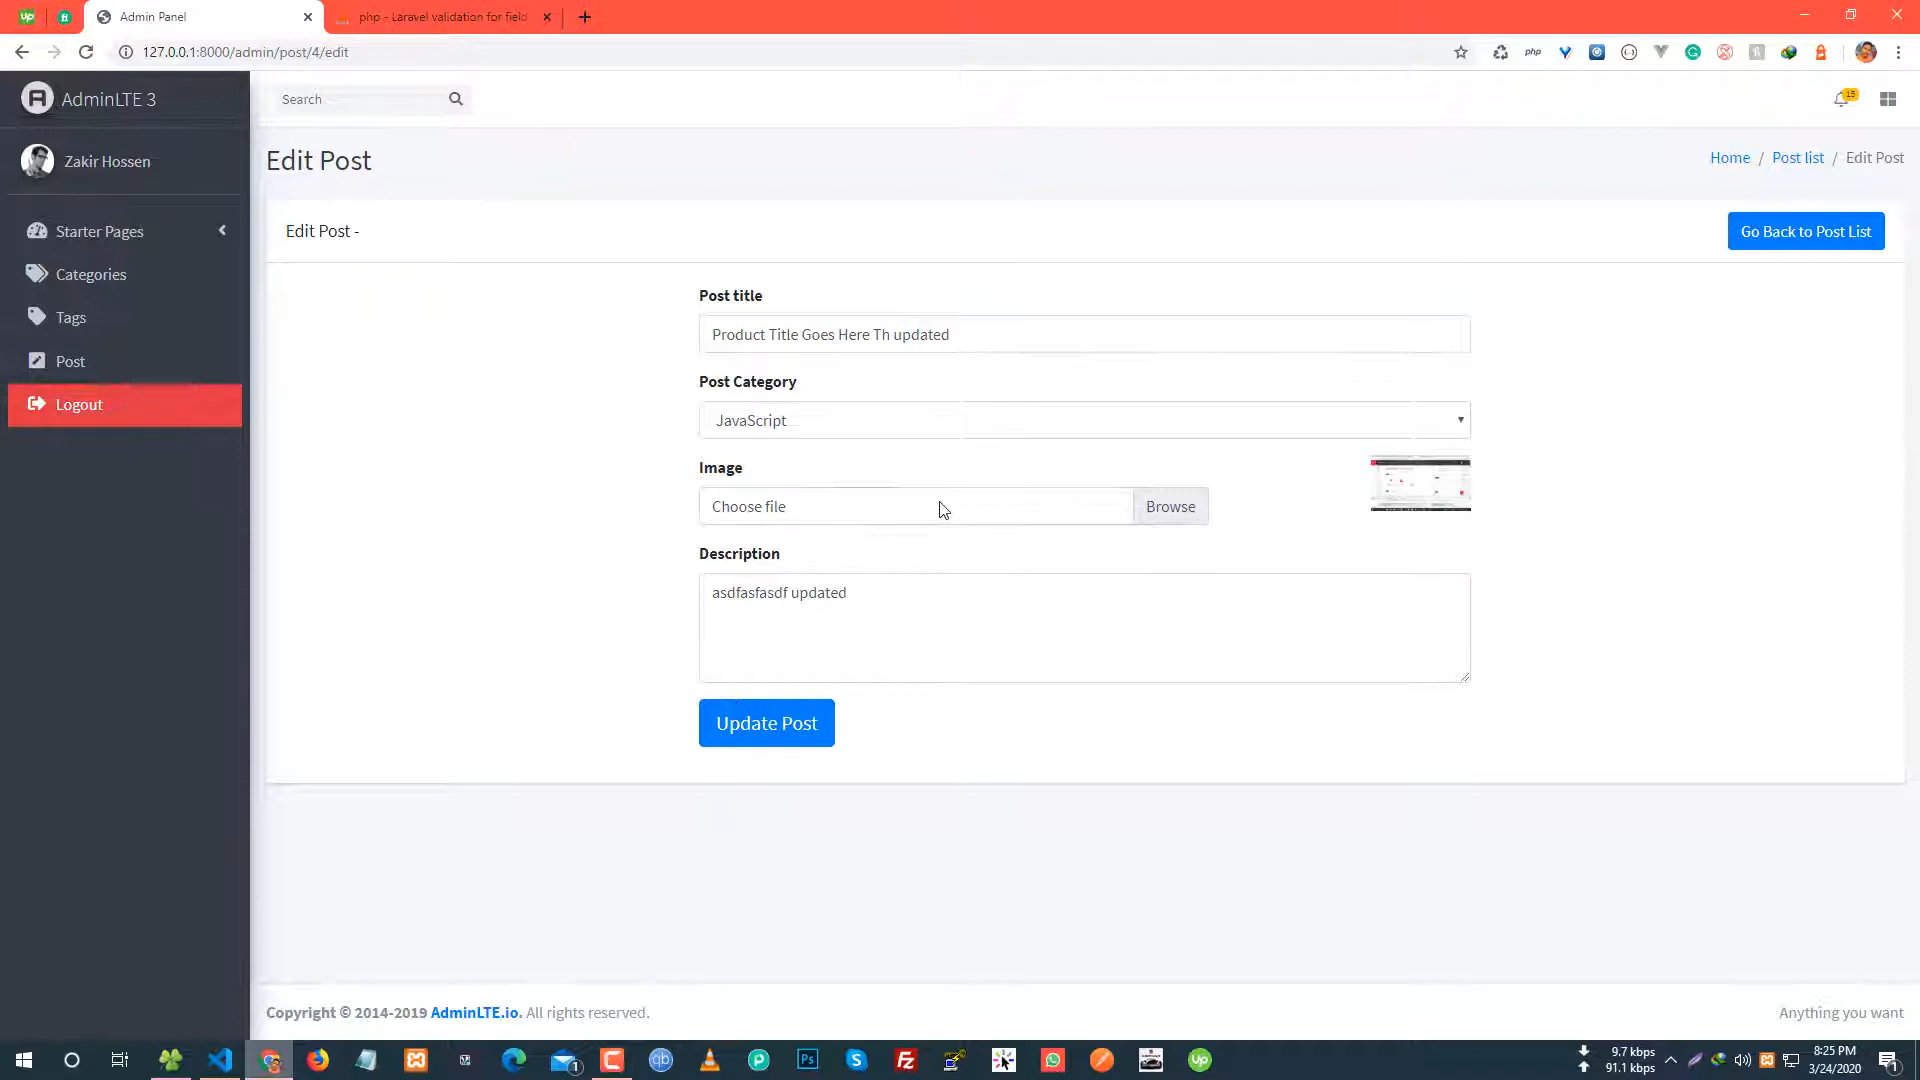 Admin Panel
php - Laravel validation for field
127.0.0.1:8000/admin/post/4/edit
php
AdminLTE 3
Search
15
Zakir Hossen
Edit Post
Home / Post list / Edit Post
Starter Pages
Categories
Tags
Post
Logout
Edit Post -
Go Back to Post List
Post title
Product Title Goes Here Th updated
Post Category
JavaScript
Image
Choose file
Browse
Description
asdfasfasdf updated
Update Post
Copyright © 2014-2019 AdminLTE.io. All rights reserved.
Anything you want
9.7 kbps
91.1 kbps
8:25 PM
3/24/2020